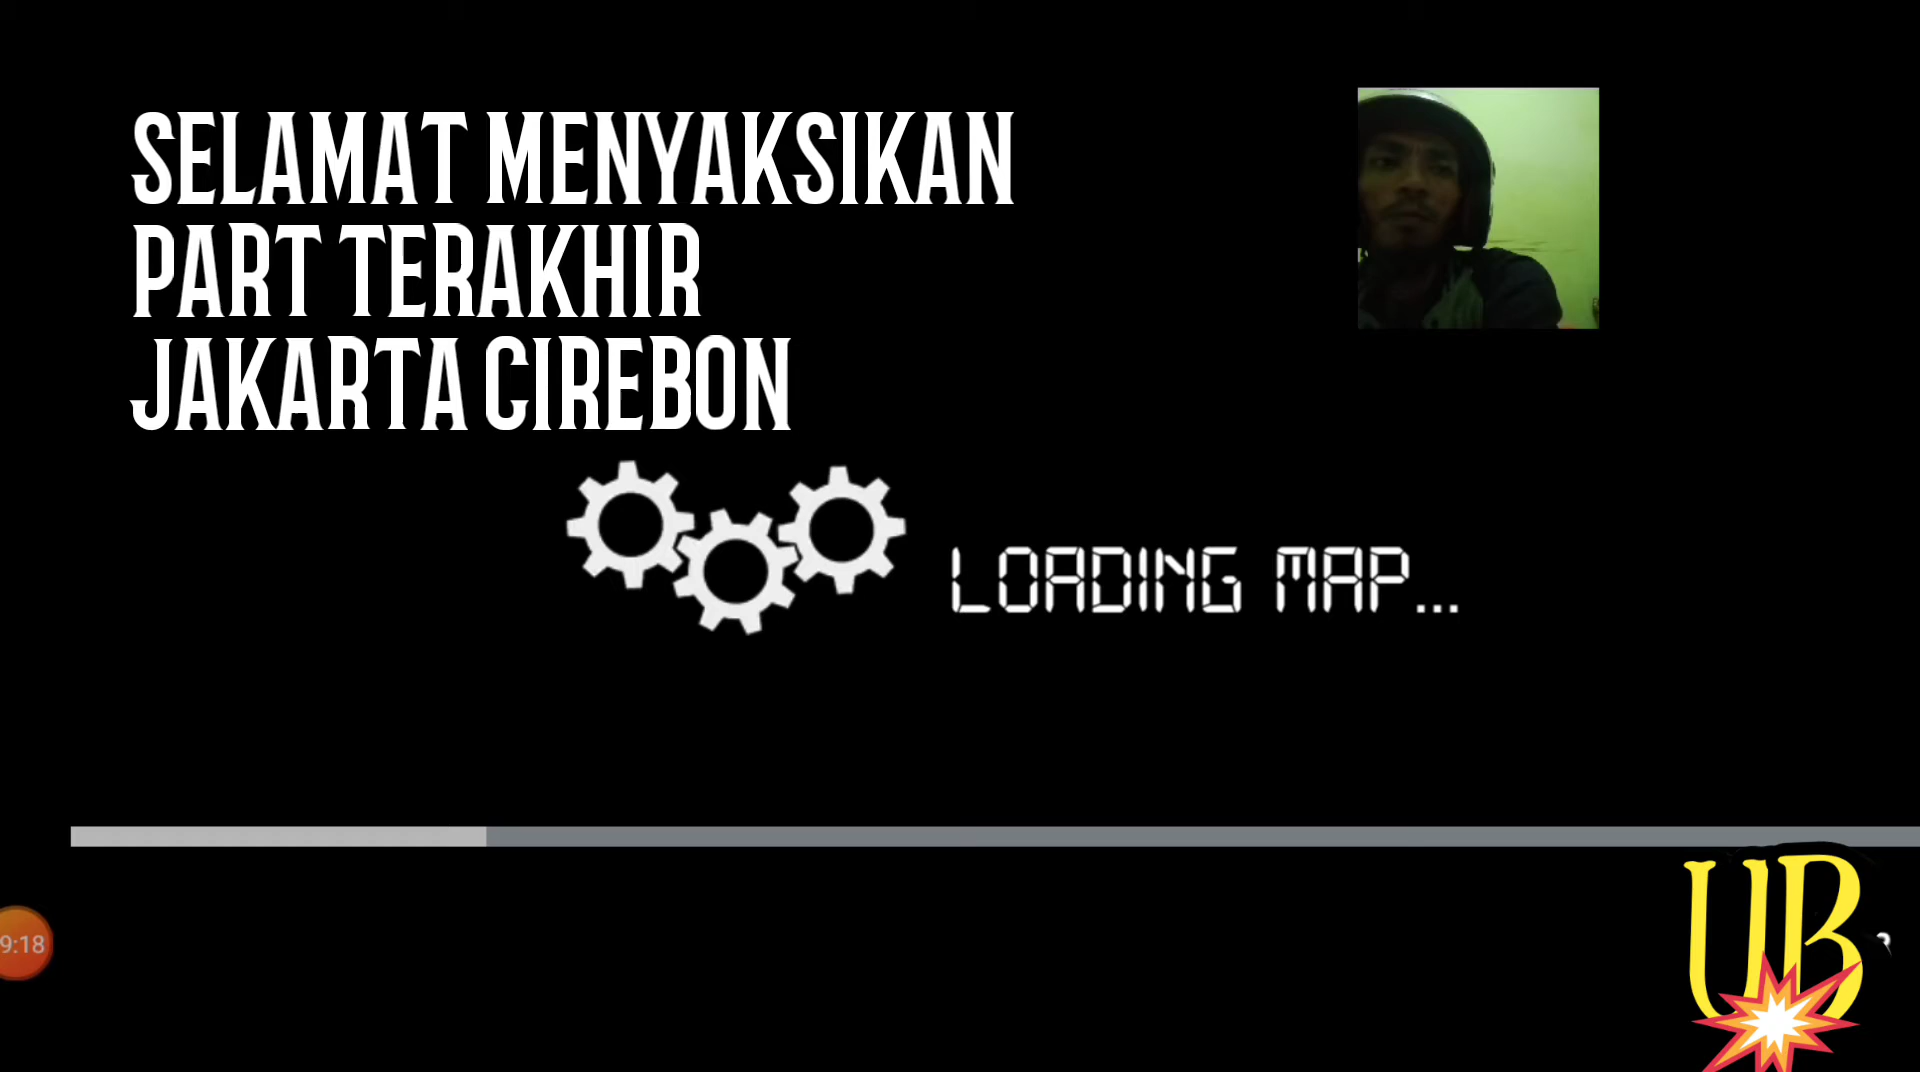 SELAMAT MENYAKSIKAN
PART TERAKHIR
JAKARTA CIREBON
LOADING MAP...
9:18
UB